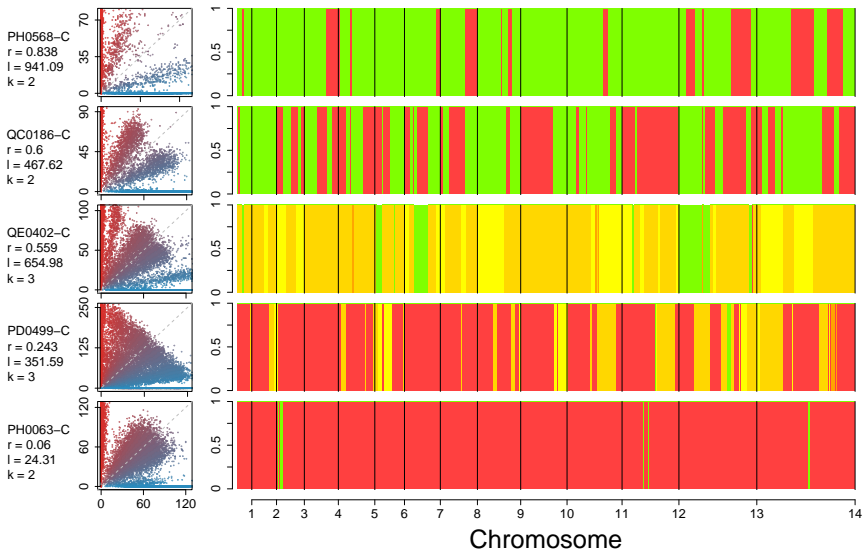 PH0568−C
r = 0.838
l = 941.09
k = 2
0 35 70
0 0.5 1
QC0186−C
r = 0.6
l = 467.62
k = 2
0 45 90
0 0.5 1
QE0402−C
r = 0.559
l = 654.98
k = 3
0 50 100
0 0.5 1
PD0499−C
r = 0.243
l = 351.59
k = 3
0 125 250
0 0.5 1
PH0063−C
r = 0.06
l = 24.31
k = 2
0 60 120
0 0.5 1
0 60 120
1 2 3 4 5 6 7 8 9 10 11 12 13 14
Chromosome